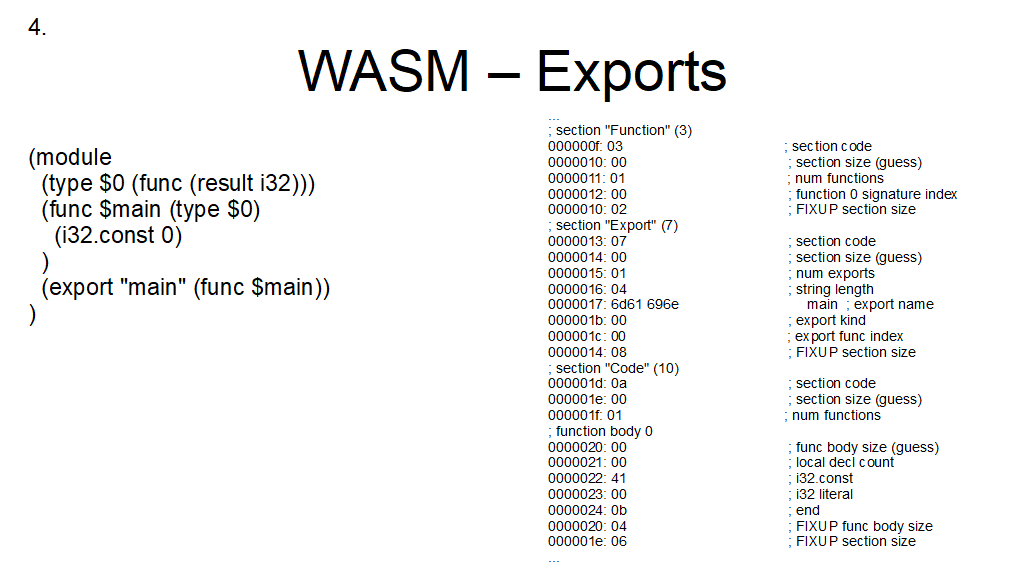 4.
WASM – Exports
(module
(type $0 (func (result i32)))
(func $main (type $0)
(i32.const 0)
)
(export "main" (func $main))
)
...
; section "Function" (3)
000000f: 03 ; section code
0000010: 00 ; section size (guess)
0000011: 01 ; num functions
0000012: 00 ; function 0 signature index
0000010: 02 ; FIXUP section size
; section "Export" (7)
0000013: 07 ; section code
0000014: 00 ; section size (guess)
0000015: 01 ; num exports
0000016: 04 ; string length
0000017: 6d61 696e main ; export name
000001b: 00 ; export kind
000001c: 00 ; export func index
0000014: 08 ; FIXUP section size
; section "Code" (10)
000001d: 0a ; section code
000001e: 00 ; section size (guess)
000001f: 01 ; num functions
; function body 0
0000020: 00 ; func body size (guess)
0000021: 00 ; local decl count
0000022: 41 ; i32.const
0000023: 00 ; i32 literal
0000024: 0b ; end
0000020: 04 ; FIXUP func body size
000001e: 06 ; FIXUP section size
...